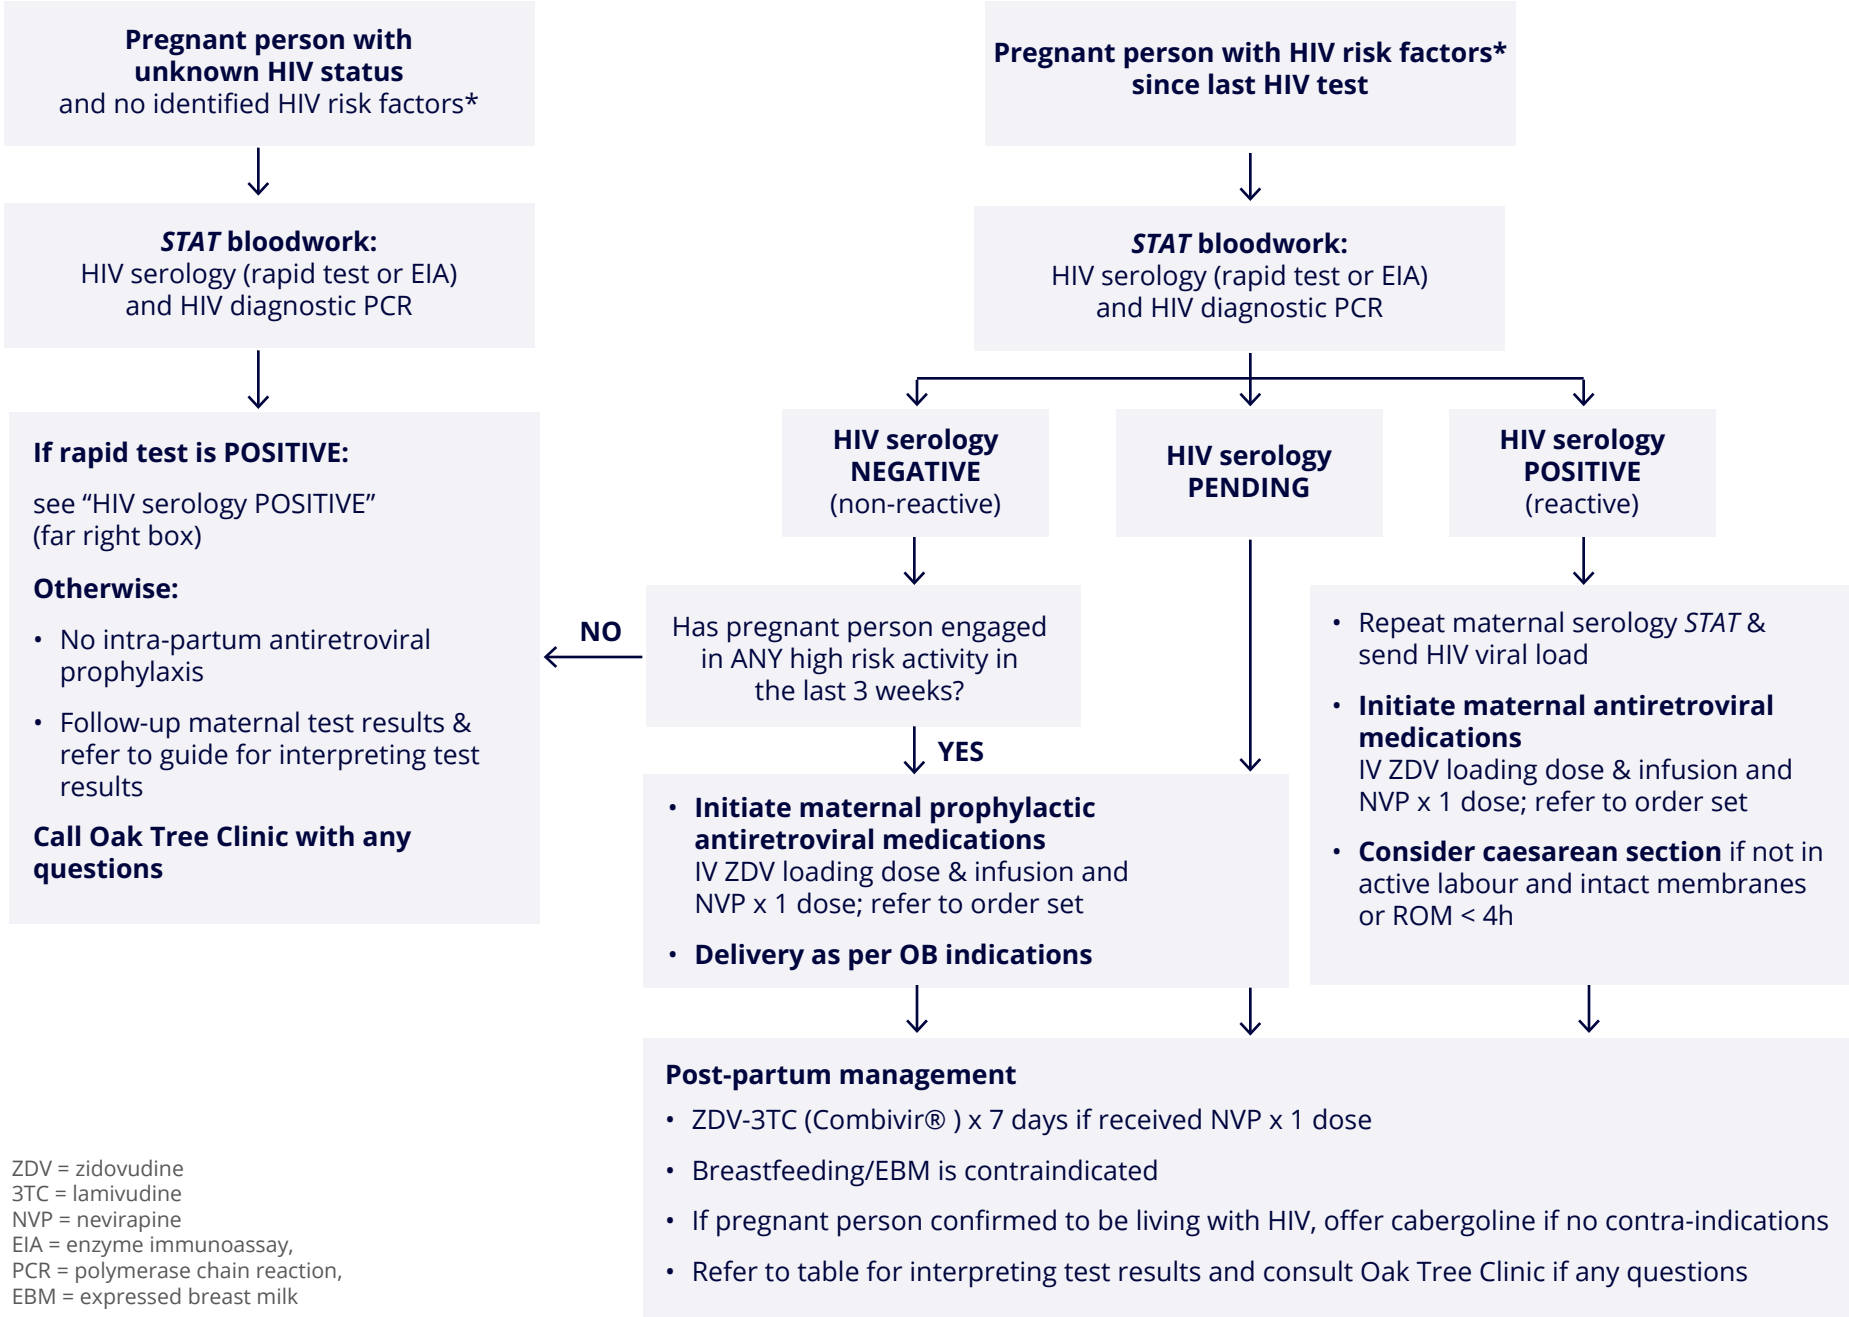 Pregnant person with
unknown HIV status
and no identified HIV risk factors*
STAT bloodwork:
HIV serology (rapid test or EIA)
and HIV diagnostic PCR
If rapid test is POSITIVE:
see “HIV serology POSITIVE”
(far right box)
Otherwise:
• No intra-partum antiretroviral
prophylaxis
• Follow-up maternal test results &
refer to guide for interpreting test
results
Call Oak Tree Clinic with any
questions
Pregnant person with HIV risk factors*
since last HIV test
STAT bloodwork:
HIV serology (rapid test or EIA)
and HIV diagnostic PCR
HIV serology
NEGATIVE
(non-reactive)
HIV serology
PENDING
HIV serology
POSITIVE
(reactive)
NO
Has pregnant person engaged
in ANY high risk activity in
the last 3 weeks?
YES
• Initiate maternal prophylactic
antiretroviral medications
IV ZDV loading dose & infusion and
NVP x 1 dose; refer to order set
• Delivery as per OB indications
• Repeat maternal serology STAT &
send HIV viral load
• Initiate maternal antiretroviral
medications
IV ZDV loading dose & infusion and
NVP x 1 dose; refer to order set
• Consider caesarean section if not in
active labour and intact membranes
or ROM < 4h
Post-partum management
• ZDV-3TC (Combivir® ) x 7 days if received NVP x 1 dose
• Breastfeeding/EBM is contraindicated
• If pregnant person confirmed to be living with HIV, offer cabergoline if no contra-indications
• Refer to table for interpreting test results and consult Oak Tree Clinic if any questions
ZDV = zidovudine
3TC = lamivudine
NVP = nevirapine
EIA = enzyme immunoassay,
PCR = polymerase chain reaction,
EBM = expressed breast milk